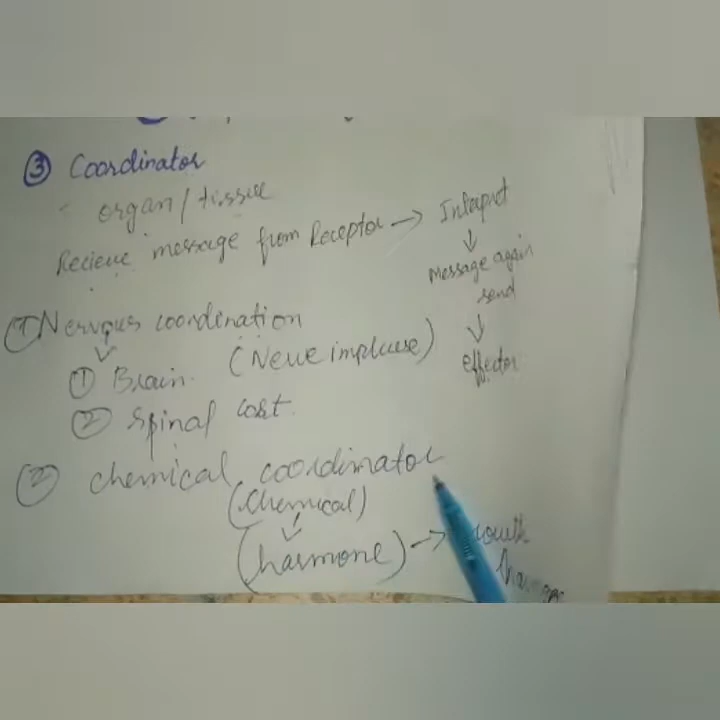 ③ Coordinator
organ/tissue
Recieve message from Receptor → Interpret
↓
Message again
send
↓
effector
① Nervous coordination
(Neve impluse)
① Brain
② Spinal
② chemical coordinator
(Chemical)
↓
(harmone) →